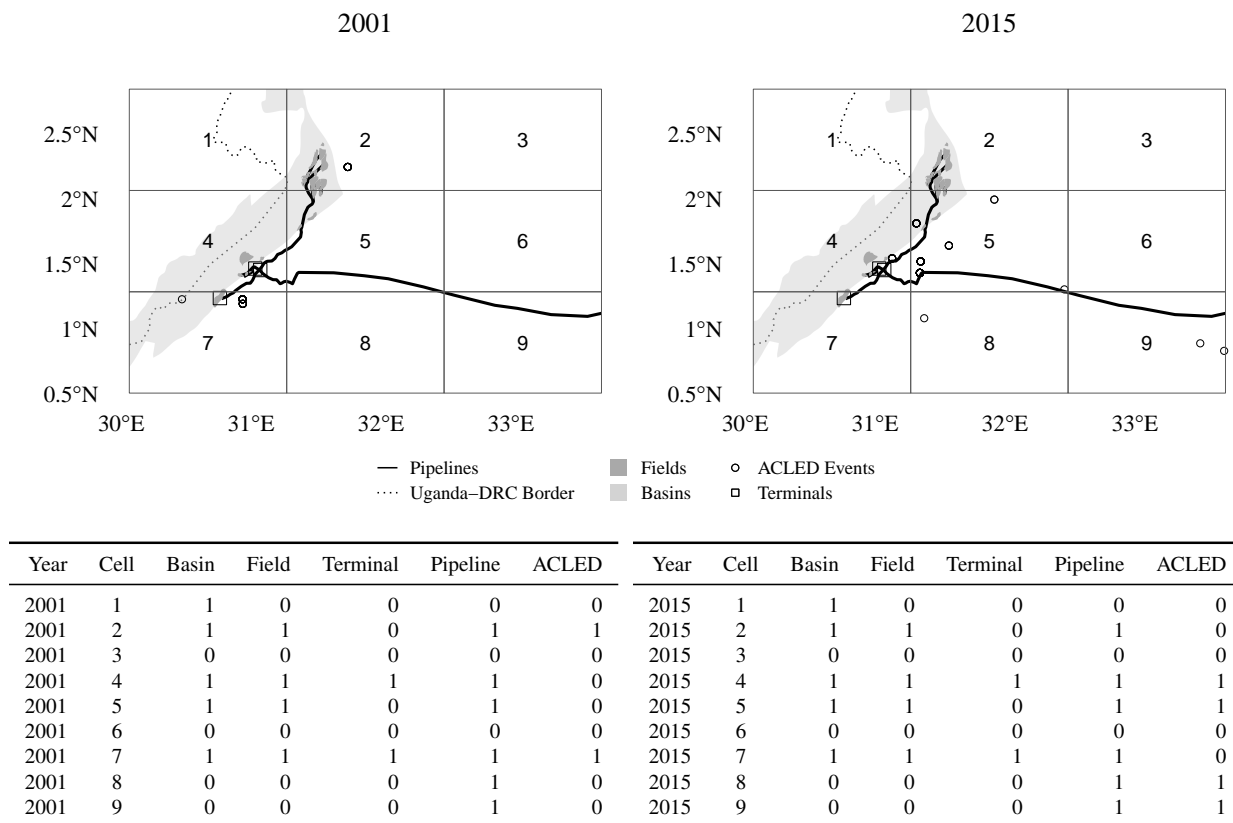 2001
2015
1
2
3
4
5
6
7
8
9
2.5°N
2°N
1.5°N
1°N
0.5°N
30°E 31°E 32°E 33°E
1
2
3
4
5
6
7
8
9
2.5°N
2°N
1.5°N
1°N
0.5°N
30°E 31°E 32°E 33°E
Pipelines Fields ACLED Events
Uganda−DRC Border Basins Terminals
Year Cell Basin Field Terminal Pipeline ACLED
2001 1 1 0 0 0 0
2001 2 1 1 0 1 1
2001 3 0 0 0 0 0
2001 4 1 1 1 1 0
2001 5 1 1 0 1 0
2001 6 0 0 0 0 0
2001 7 1 1 1 1 1
2001 8 0 0 0 1 0
2001 9 0 0 0 1 0
Year Cell Basin Field Terminal Pipeline ACLED
2015 1 1 0 0 0 0
2015 2 1 1 0 1 0
2015 3 0 0 0 0 0
2015 4 1 1 1 1 1
2015 5 1 1 0 1 1
2015 6 0 0 0 0 0
2015 7 1 1 1 1 0
2015 8 0 0 0 1 1
2015 9 0 0 0 1 1